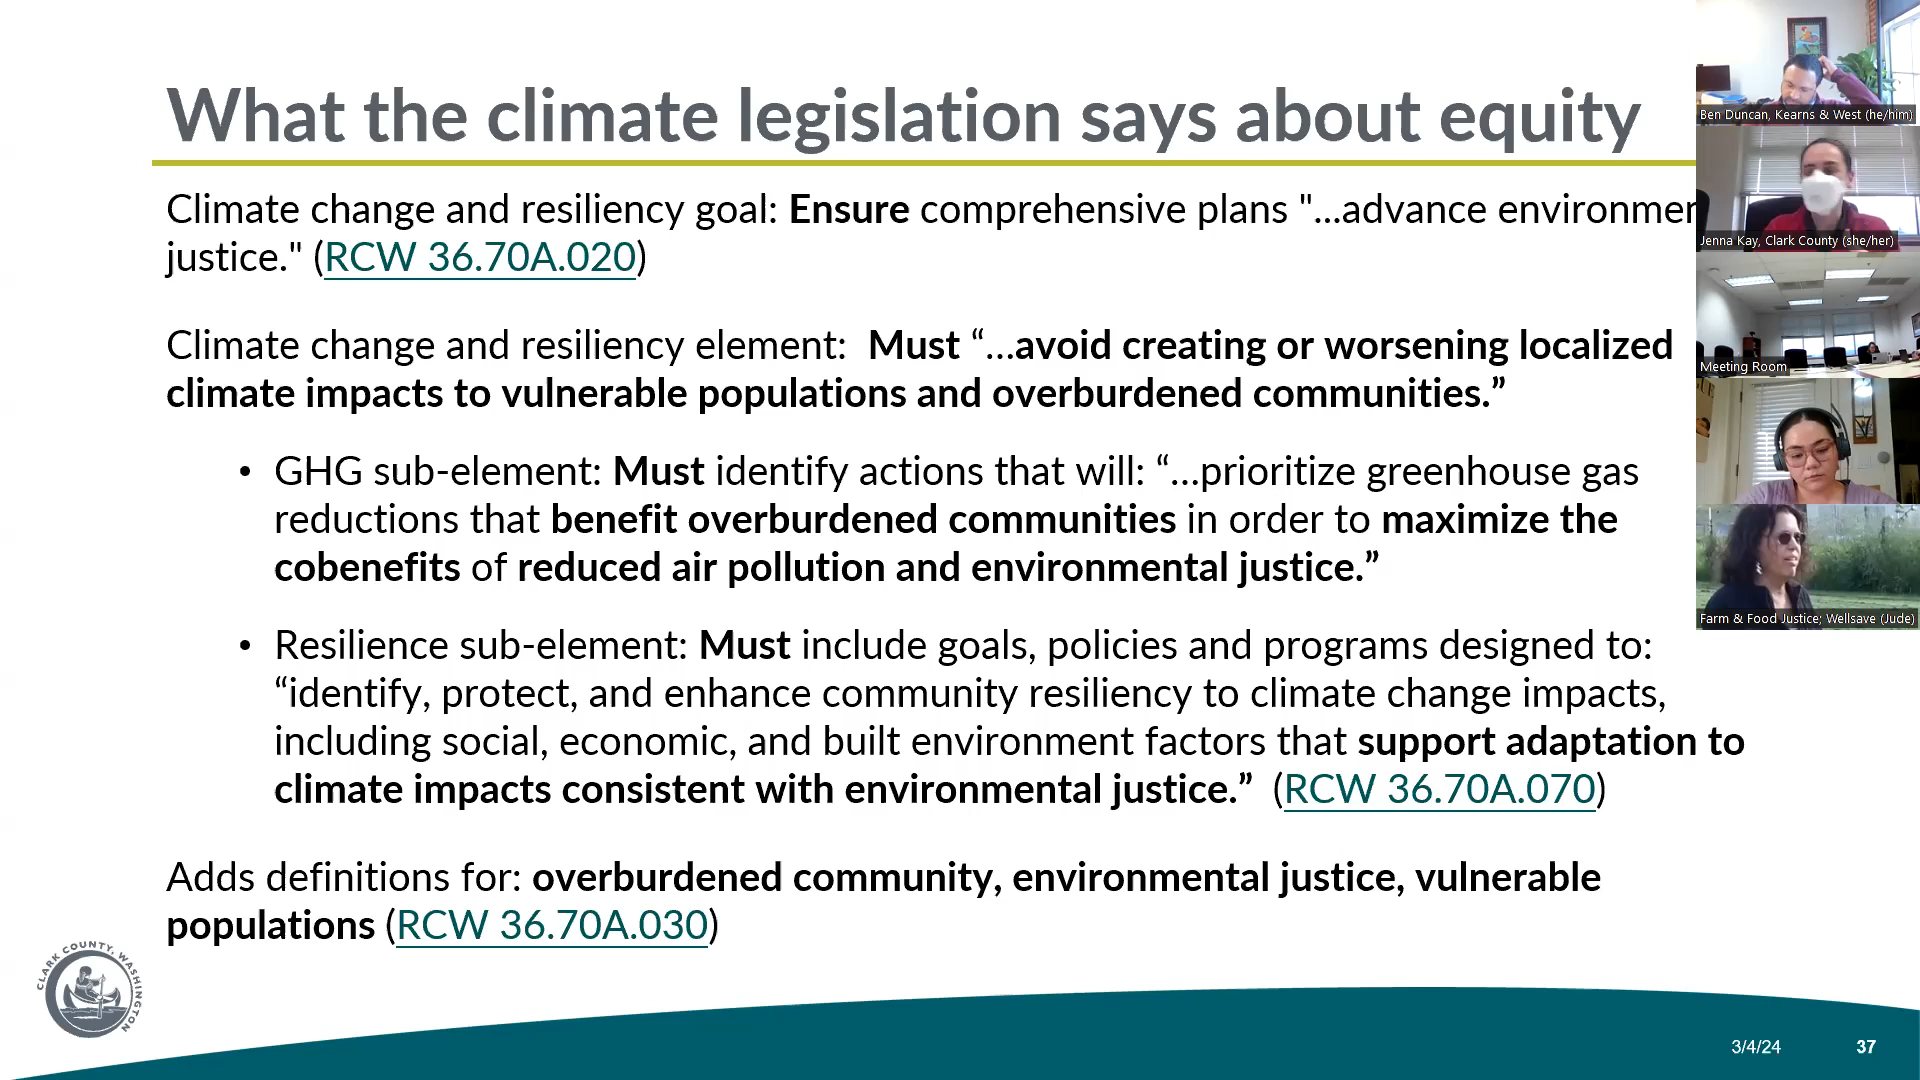 What the climate legislation says about equity
Climate change and resiliency goal: Ensure comprehensive plans "...advance environmen
justice." (RCW 36.70A.020)
Climate change and resiliency element: Must “...avoid creating or worsening localized
climate impacts to vulnerable populations and overburdened communities.”
• GHG sub-element: Must identify actions that will: “...prioritize greenhouse gas
reductions that benefit overburdened communities in order to maximize the
cobenefits of reduced air pollution and environmental justice.”
• Resilience sub-element: Must include goals, policies and programs designed to:
“identify, protect, and enhance community resiliency to climate change impacts,
including social, economic, and built environment factors that support adaptation to
climate impacts consistent with environmental justice.” (RCW 36.70A.070)
Adds definitions for: overburdened community, environmental justice, vulnerable
populations (RCW 36.70A.030)
CLARK COUNTY, WASHINGTON
3/4/24 37
Ben Duncan, Kearns & West (he/him)
Jenna Kay, Clark County (she/her)
Meeting Room
Farm & Food Justice; Wellsave (Jude)